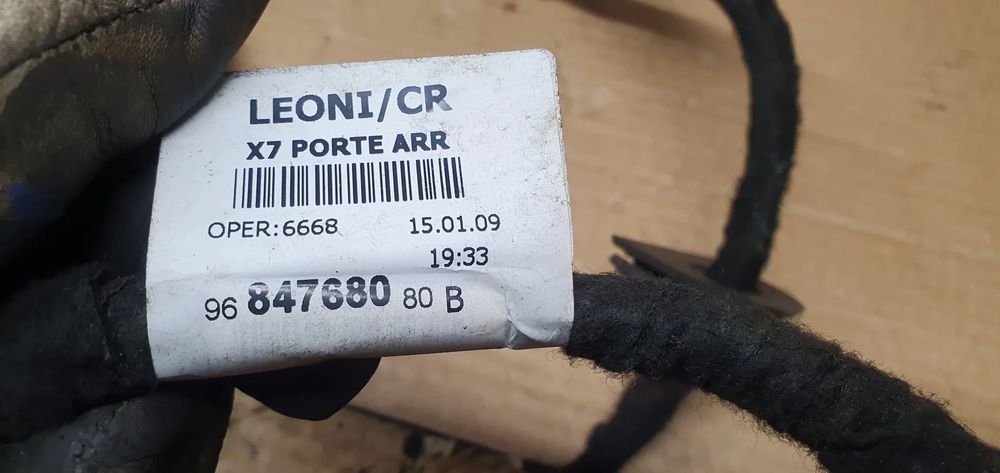 LEONI/CR
X7 PORTE ARR
OPER:6668 15.01.09
19:33
96 847680 80 B